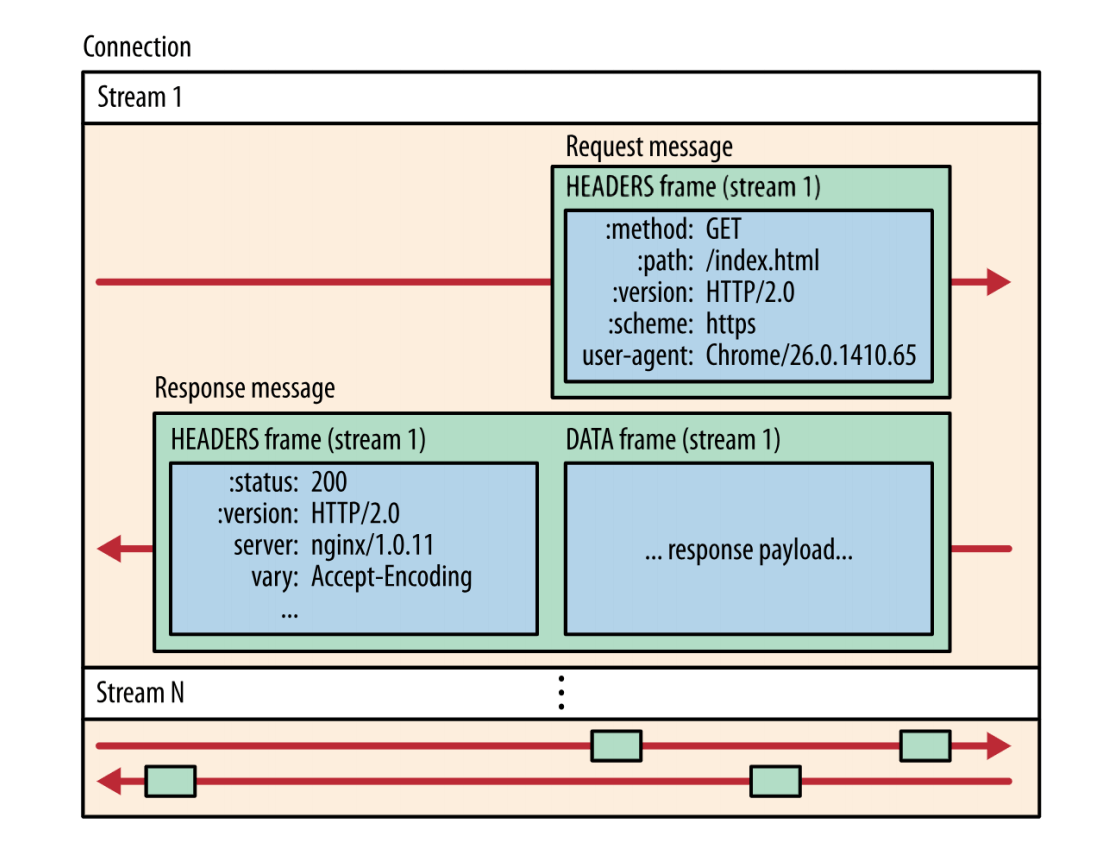 Connection
Stream 1
Request message
HEADERS frame (stream 1)
:method: GET
:path: /index.html
:version: HTTP/2.0
:scheme: https
user-agent: Chrome/26.0.1410.65
Response message
HEADERS frame (stream 1)
:status: 200
:version: HTTP/2.0
server: nginx/1.0.11
vary: Accept-Encoding
...
DATA frame (stream 1)
... response payload...
Stream N